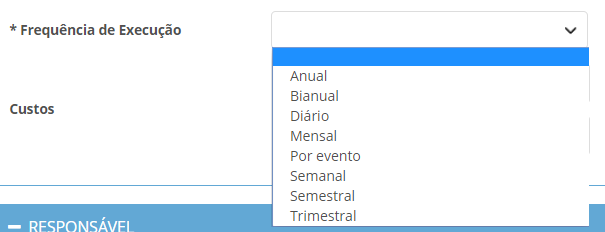 * Frequência de Execução
Anual
Bianual
Diário
Mensal
Por evento
Semanal
Semestral
Trimestral
Custos
RESPONSÁVEL